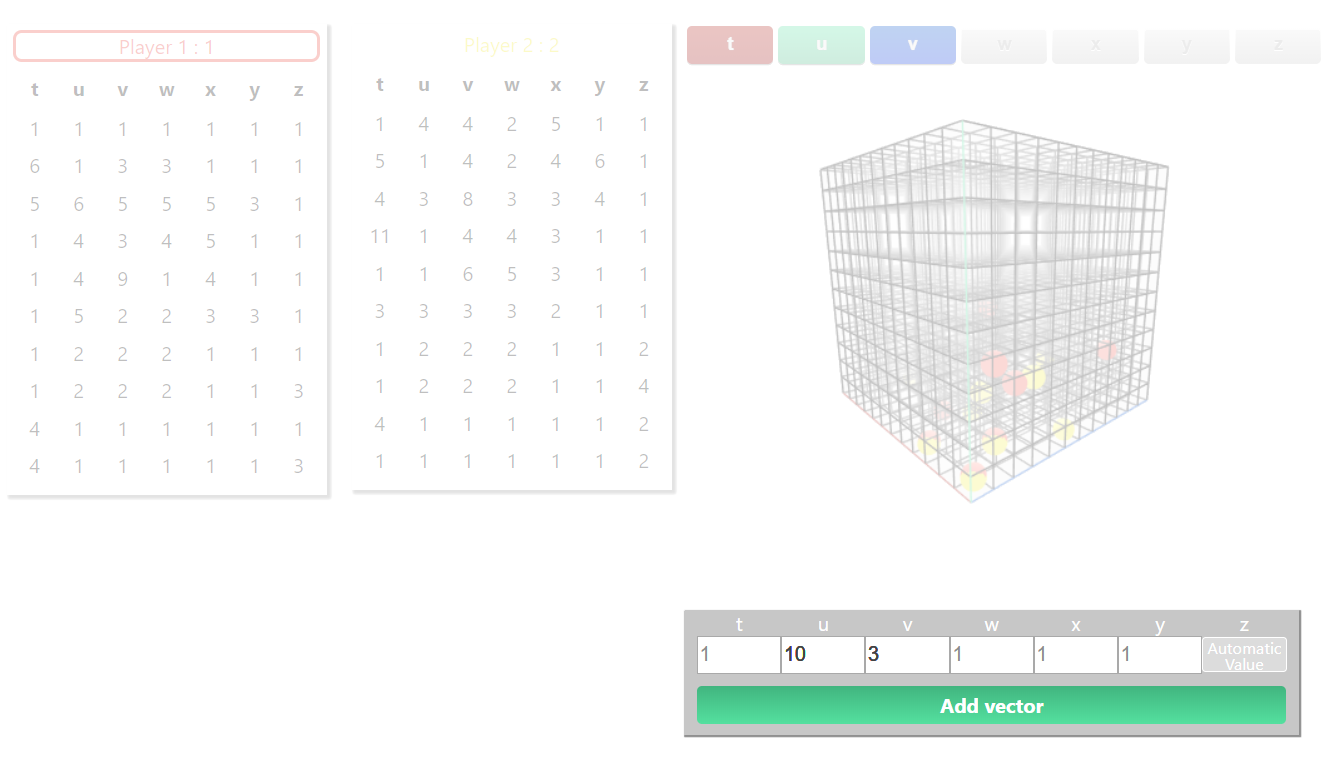 Player 1 : 1
t u v w x y z
1 1 1 1 1 1 1
6 1 3 3 1 1 1
5 6 5 5 5 3 1
1 4 3 4 5 1 1
1 4 9 1 4 1 1
1 5 2 2 3 3 1
1 2 2 2 1 1 1
1 2 2 2 1 1 3
4 1 1 1 1 1 1
4 1 1 1 1 1 3
Player 2 : 2
t u v w x y z
1 4 4 2 5 1 1
5 1 4 2 4 6 1
4 3 8 3 3 4 1
11 1 4 4 3 1 1
1 1 6 5 3 1 1
3 3 3 3 2 1 1
1 2 2 2 1 1 2
1 2 2 2 1 1 4
4 1 1 1 1 1 2
1 1 1 1 1 1 2
t u v w x y z
t u v w x y z
1 10 3 1 1 1 Automatic
Value
Add vector